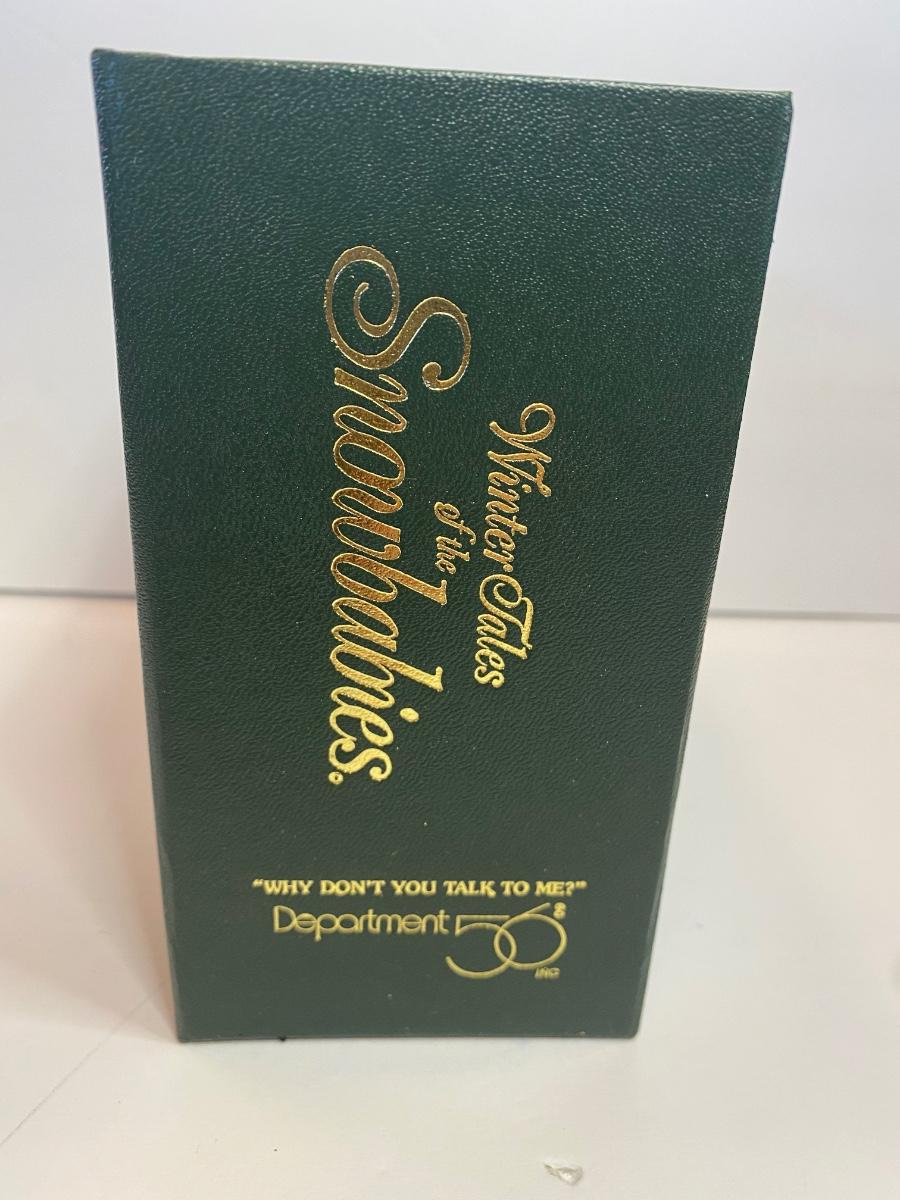 Winter Tales
of the
Snowbabies®
“WHY DON'T YOU TALK TO ME?”
Department 56®
INC